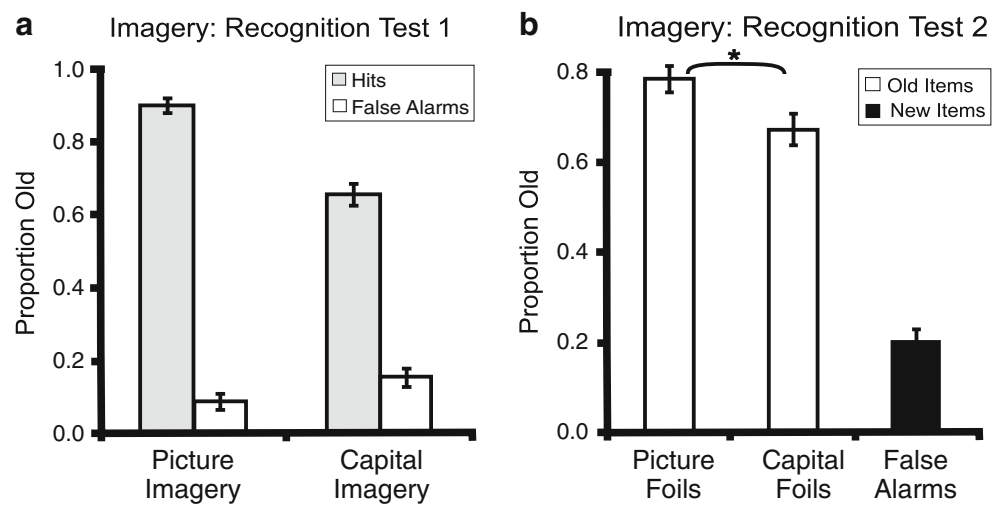 a
Imagery: Recognition Test 1
Hits
False Alarms
Proportion Old
1.0
0.8
0.6
0.4
0.2
0.0
Picture
Imagery
Capital
Imagery
b
Imagery: Recognition Test 2
*
Old Items
New Items
Proportion Old
0.8
0.6
0.4
0.2
0.0
Picture
Foils
Capital
Foils
False
Alarms